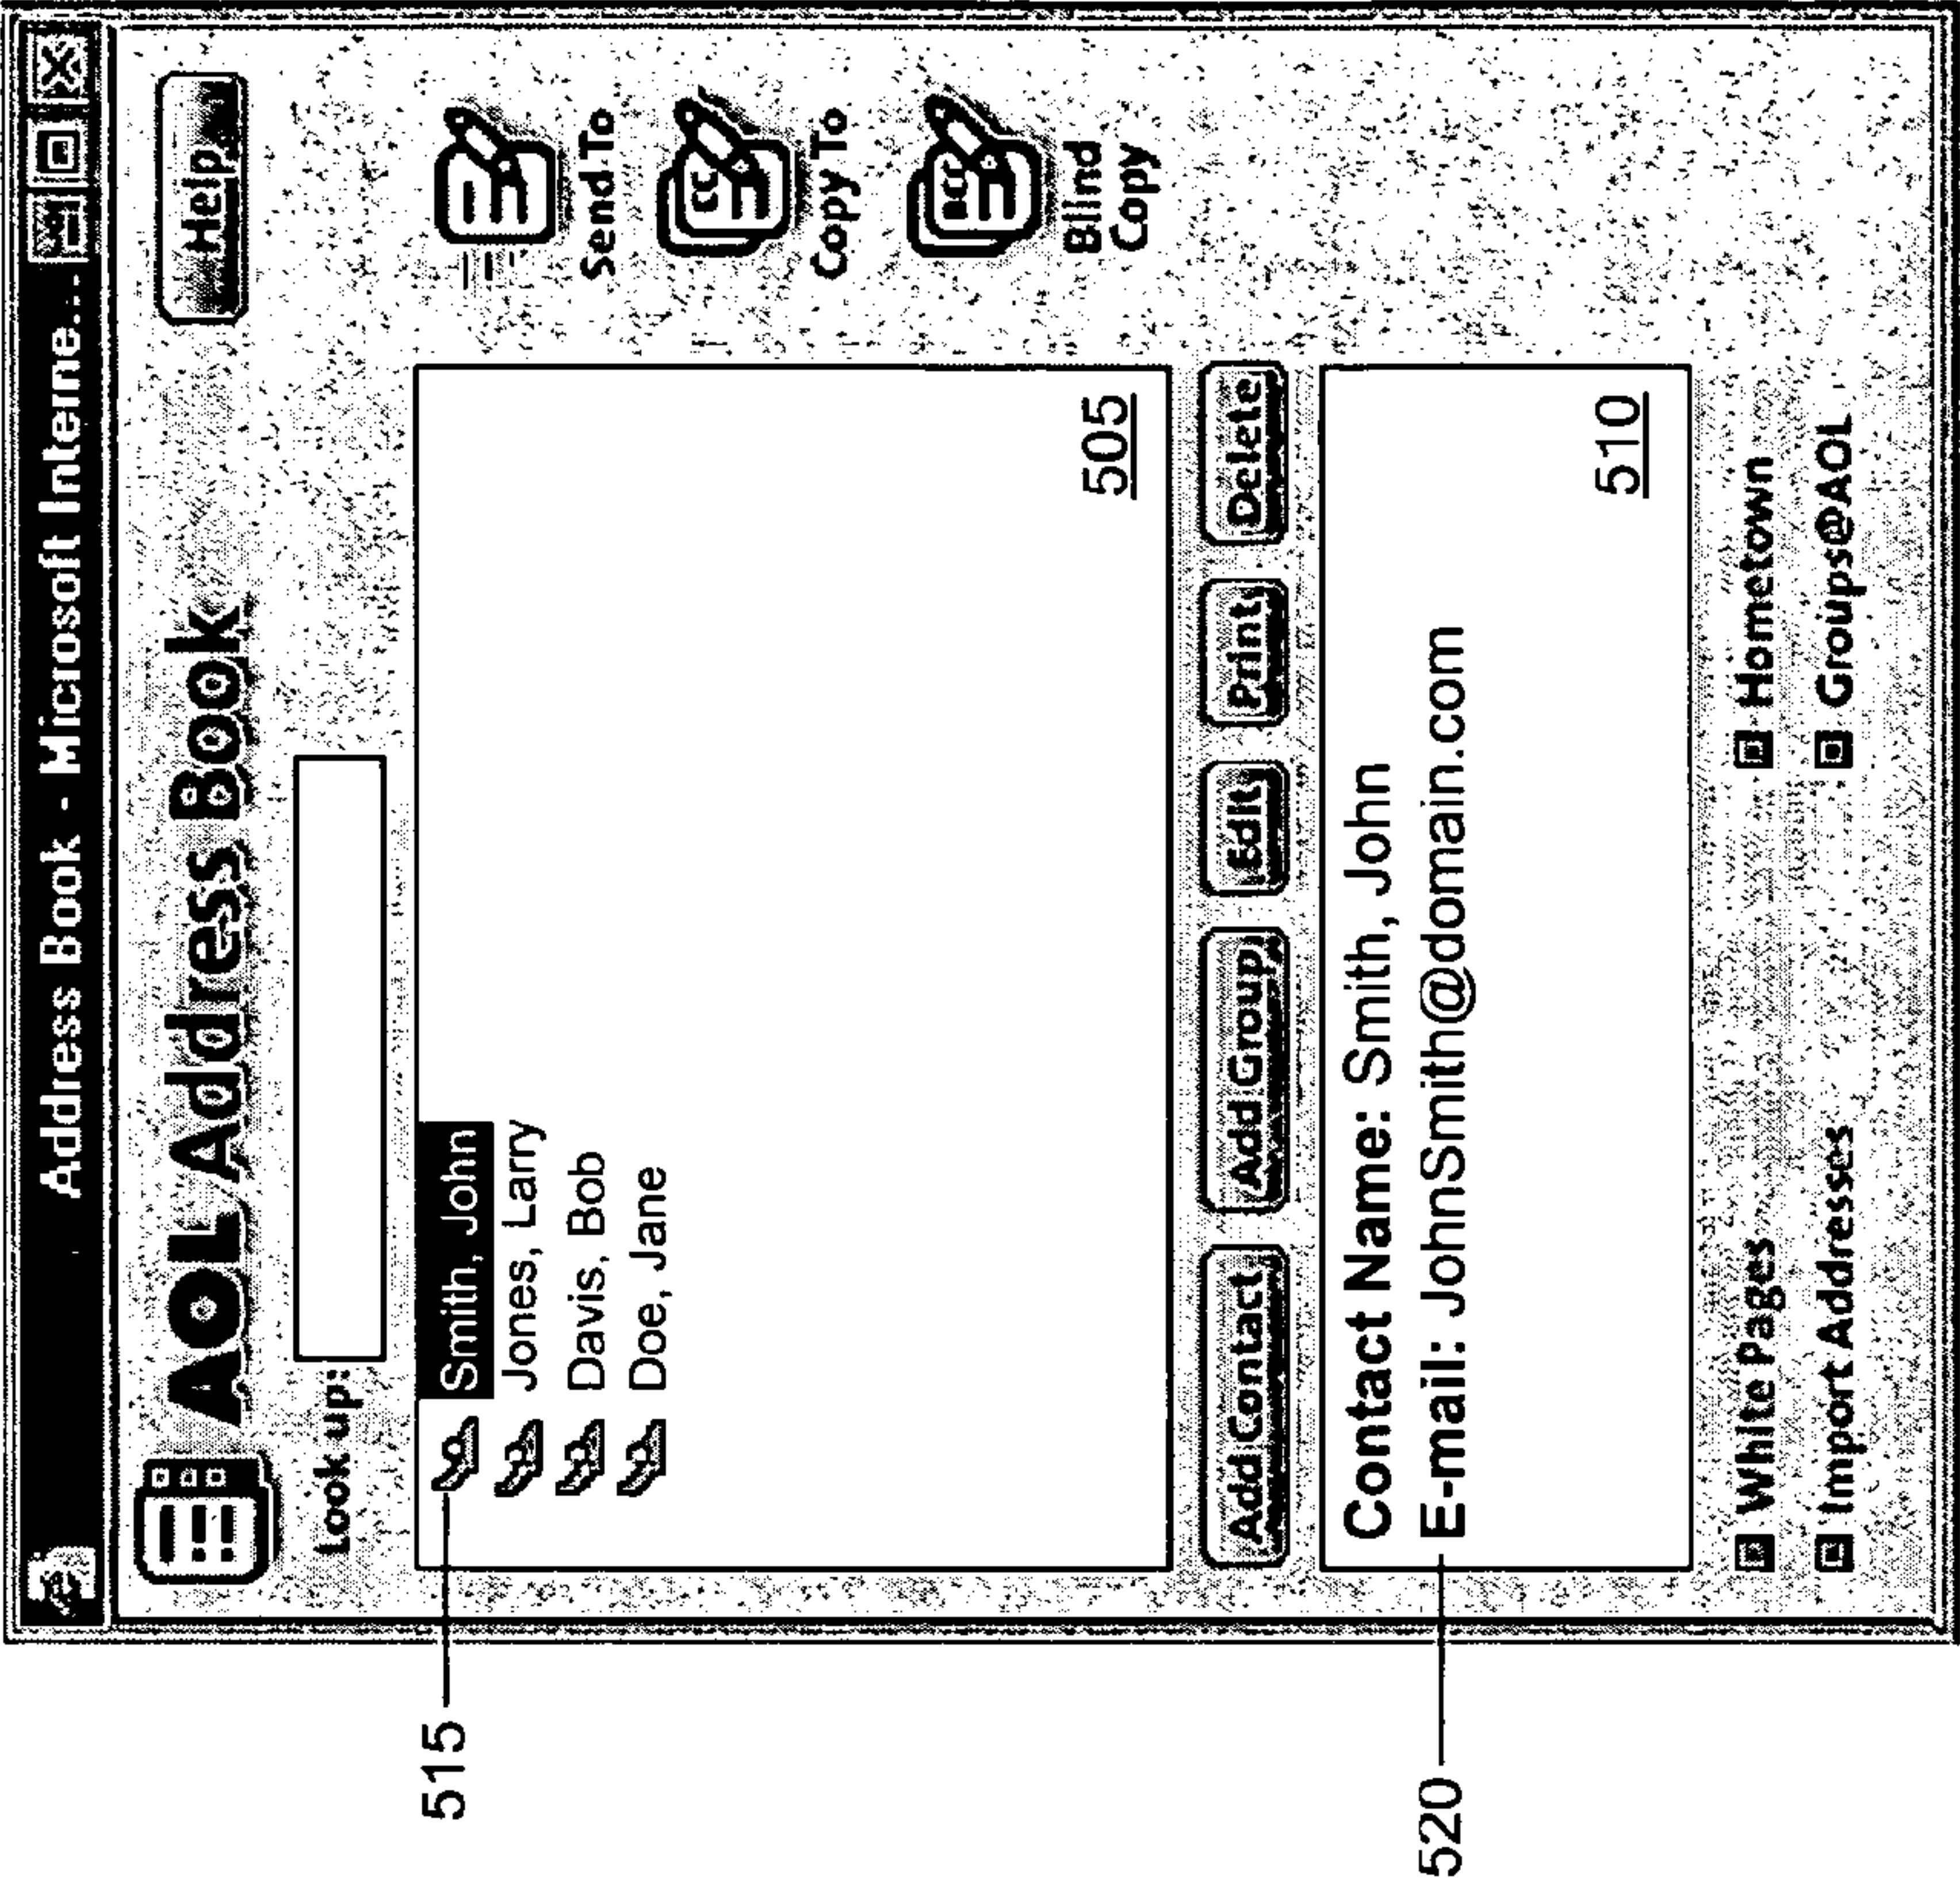 Address Book - Microsoft Interne...
AOL Address Book
Help
Look up:
515
Smith, John
Jones, Larry
Davis, Bob
Doe, Jane
505
Send To
CC
Copy To
BCC
Blind
Copy
Add Contact
Add Group
Edit
Print
Delete
Contact Name: Smith, John
520
E-mail: JohnSmith@domain.com
510
White Pages
Hometown
Import Addresses
Groups@AOL